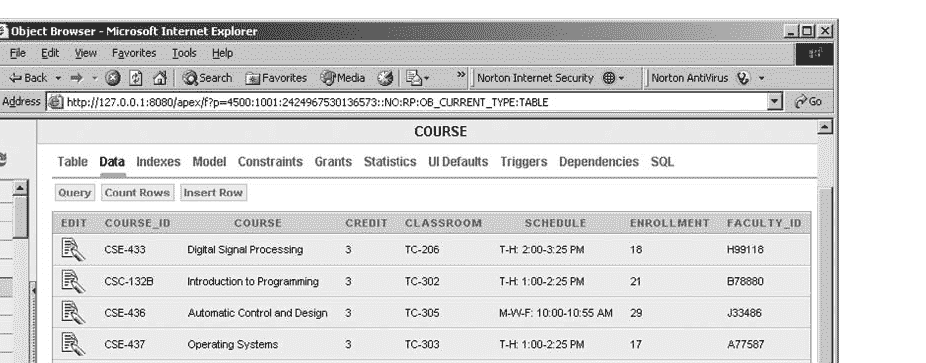 Object Browser - Microsoft Internet Explorer
File Edit View Favorites Tools Help
Back Search Favorites Media » Norton Internet Security Norton AntiVirus
Address http://127.0.0.1:8080/apex/f?p=4500:1001:2424967530136573::NO:RP:OB_CURRENT_TYPE:TABLE Go
COURSE
Table Data Indexes Model Constraints Grants Statistics UI Defaults Triggers Dependencies SQL
Query Count Rows Insert Row
EDIT COURSE_ID COURSE CREDIT CLASSROOM SCHEDULE ENROLLMENT FACULTY_ID
CSE-433 Digital Signal Processing 3 TC-206 T-H: 2:00-3:25 PM 18 H99118
CSC-132B Introduction to Programming 3 TC-302 T-H: 1:00-2:25 PM 21 B78880
CSE-436 Automatic Control and Design 3 TC-305 M-W-F: 10:00-10:55 AM 29 J33486
CSE-437 Operating Systems 3 TC-303 T-H: 1:00-2:25 PM 17 A77587